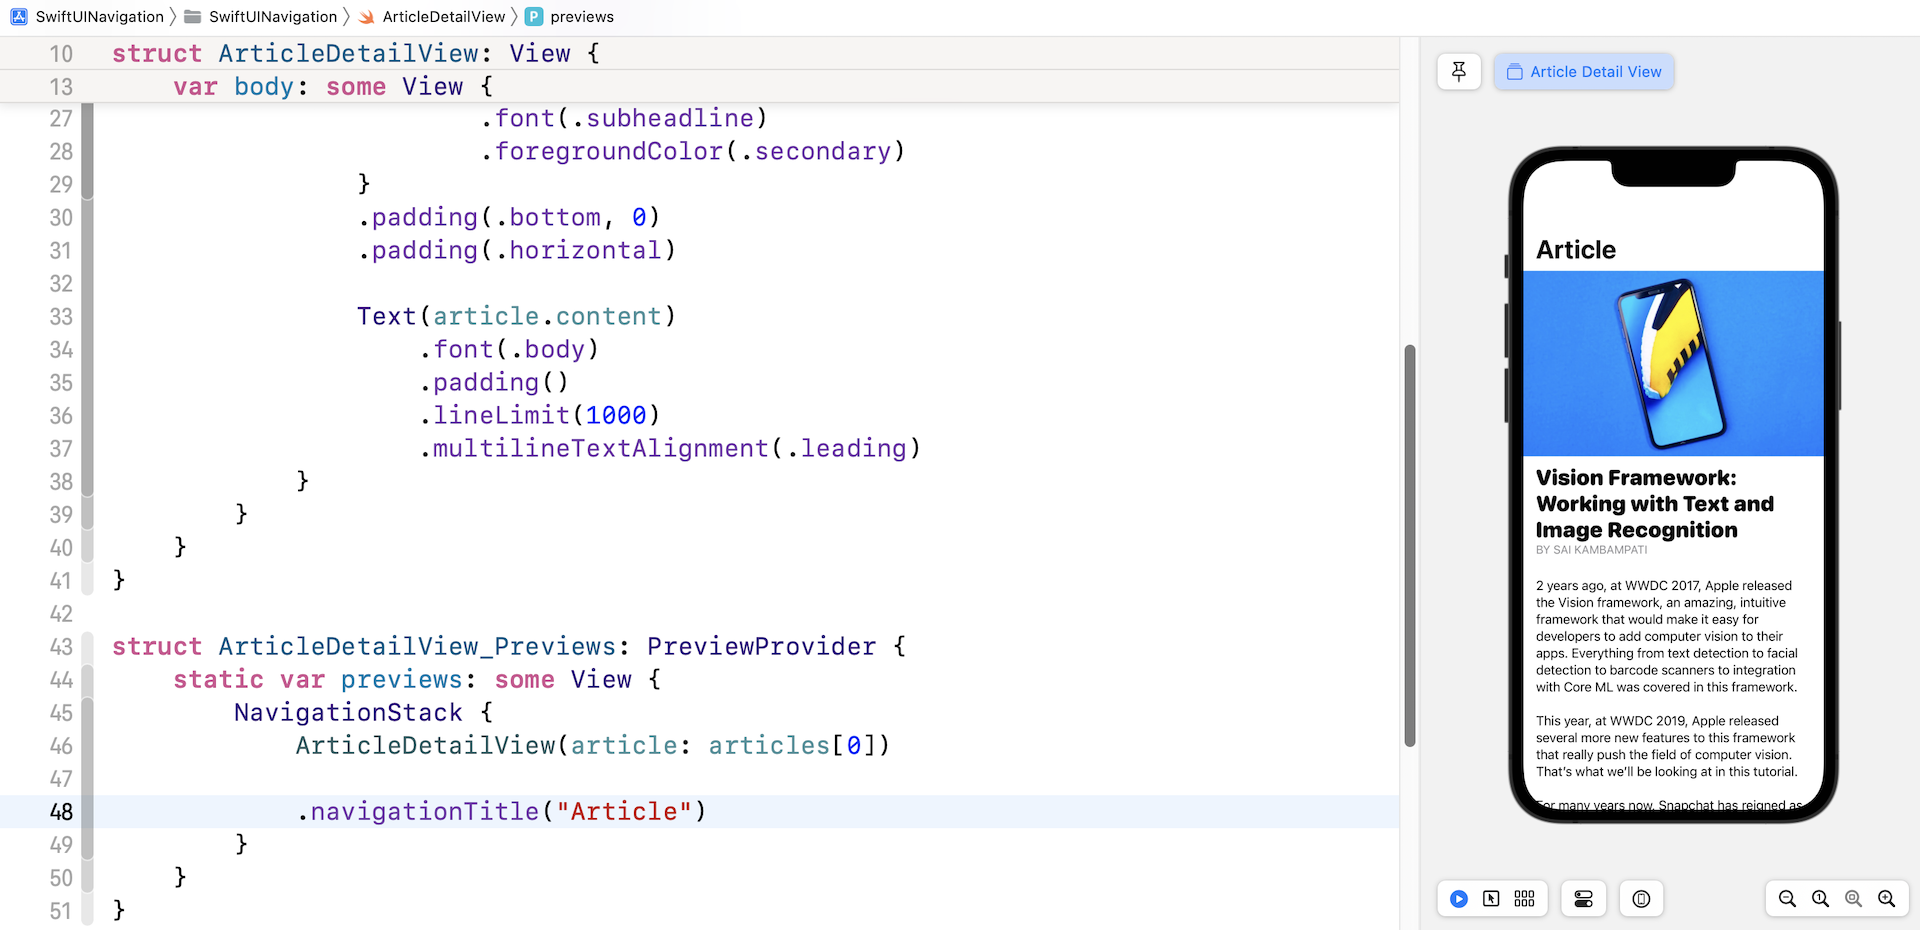 SwiftUINavigation 〉 SwiftUINavigation 〉 ArticleDetailView 〉 P previews
10 struct ArticleDetailView: View {
13 var body: some View {
27 .font(.subheadline)
28 .foregroundColor(.secondary)
29 }
30 .padding(.bottom, 0)
31 .padding(.horizontal)
32
33 Text(article.content)
34 .font(.body)
35 .padding()
36 .lineLimit(1000)
37 .multilineTextAlignment(.leading)
38 }
39 }
40 }
41 }
42
43 struct ArticleDetailView_Previews: PreviewProvider {
44 static var previews: some View {
45 NavigationStack {
46 ArticleDetailView(article: articles[0])
47
48 .navigationTitle("Article")
49 }
50 }
51 }
Article Detail View
Article
Vision Framework:
Working with Text and
Image Recognition
BY SAI KAMBAMPATI
2 years ago, at WWDC 2017, Apple released
the Vision framework, an amazing, intuitive
framework that would make it easy for
developers to add computer vision to their
apps. Everything from text detection to facial
detection to barcode scanners to integration
with Core ML was covered in this framework.
This year, at WWDC 2019, Apple released
several more new features to this framework
that really push the field of computer vision.
That's what we'll be looking at in this tutorial.
For many years now, Snapchat has reigned as